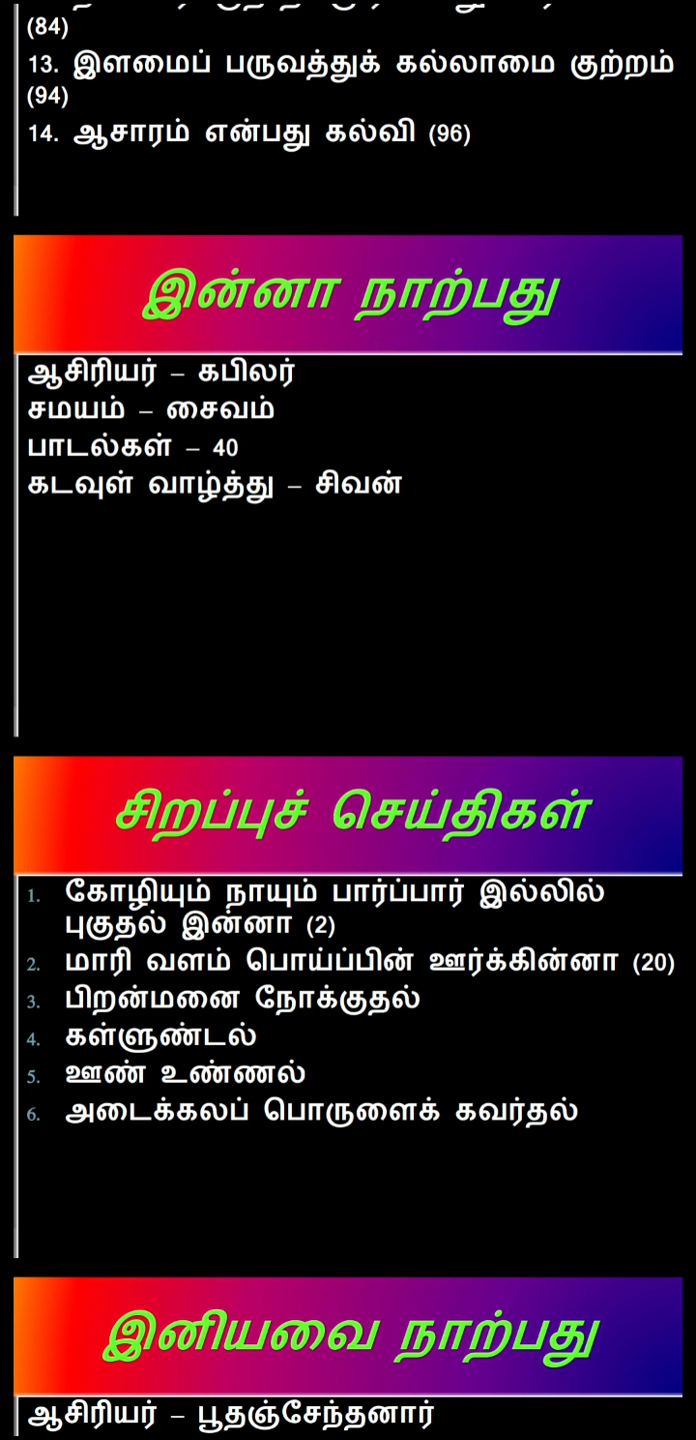 (84)
13. இளமைப் பருவத்துக் கல்லாமை குற்றம்
(94)
14. ஆசாரம் என்பது கல்வி (96)
இன்னா நாற்பது
ஆசிரியர் – கபிலர்
சமயம் – சைவம்
பாடல்கள் – 40
கடவுள் வாழ்த்து – சிவன்
சிறப்புச் செய்திகள்
1. கோழியும் நாயும் பார்ப்பார் இல்லில்
புகுதல் இன்னா (2)
2. மாரி வளம் பொய்ப்பின் ஊர்க்கின்னா (20)
3. பிறன்மனை நோக்குதல்
4. கள்ளுண்டல்
5. ஊண் உண்ணல்
6. அடைக்கலப் பொருளைக் கவர்தல்
இனியவை நாற்பது
ஆசிரியர் – பூதஞ்சேந்தனார்